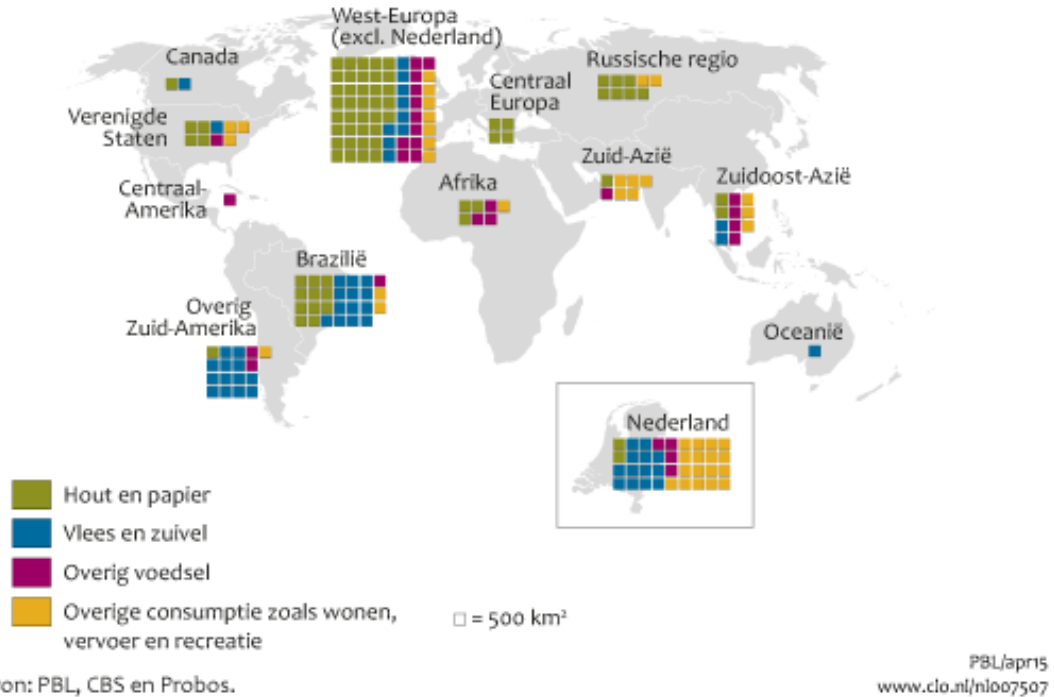 West-Europa
(excl. Nederland)
Canada
Russische regio
Centraal
Europa
Verenigde
Staten
Zuid-Azië
Zuidoost-Azië
Afrika
Centraal-
Amerika
Brazilië
Overig
Zuid-Amerika
Oceanië
Nederland
Hout en papier
Vlees en zuivel
Overig voedsel
Overige consumptie zoals wonen,
vervoer en recreatie
□ = 500 km²
PBL/apr15
on: PBL, CBS en Probos.
www.clo.nl/nl007507